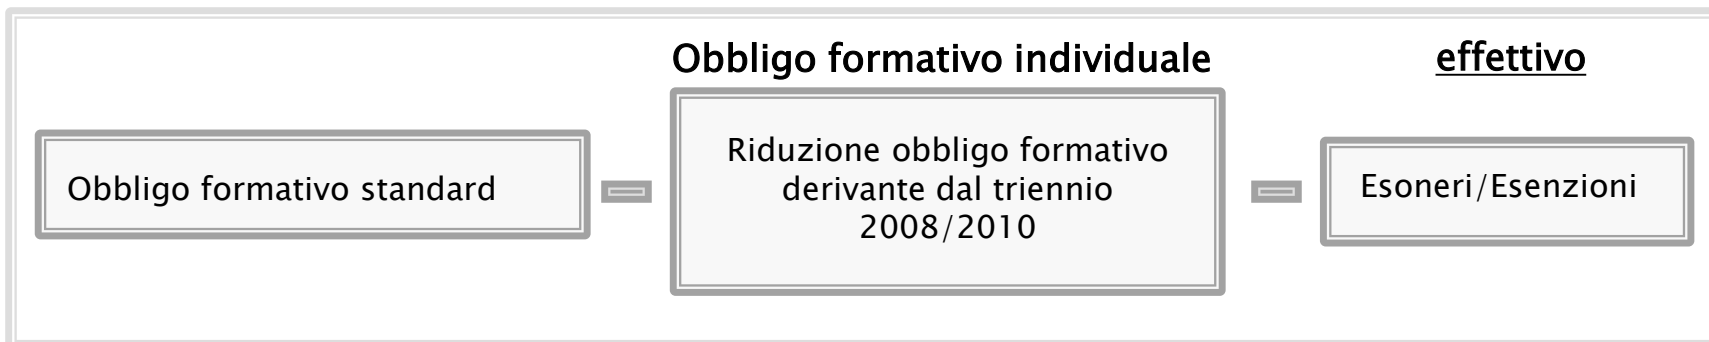 Obbligo formativo individuale effettivo
Obbligo formativo standard
Riduzione obbligo formativo
derivante dal triennio
2008/2010
Esoneri/Esenzioni